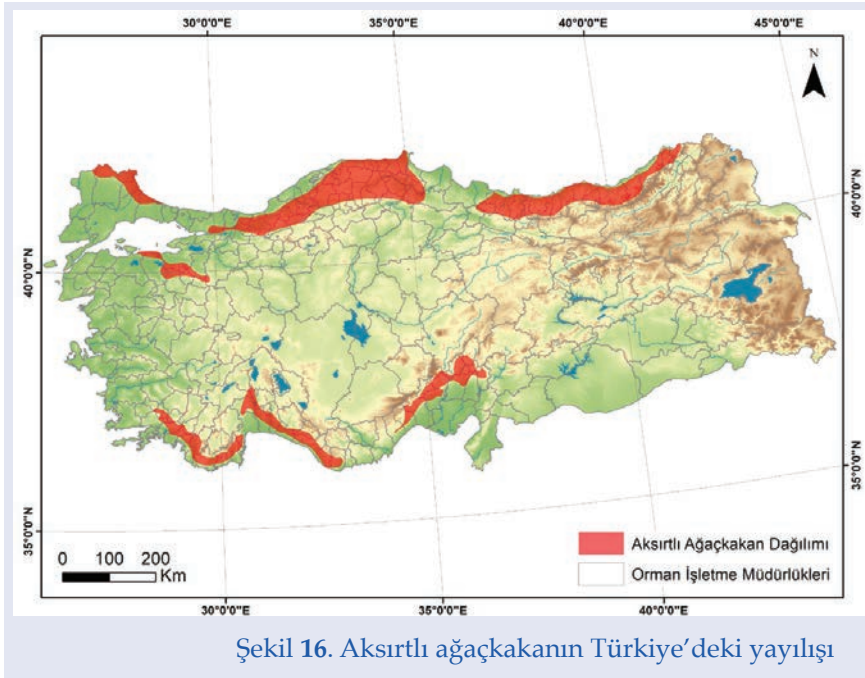 30°0'0"E 35°0'0"E 40°0'0"E 45°0'0"E
N
40°0'0"N 40°0'0"N
35°0'0"N 35°0'0"N
0 100 200
Km
Aksırtlı Ağaçkakan Dağılımı
Orman İşletme Müdürlükleri
30°0'0"E 35°0'0"E 40°0'0"E
Şekil 16. Aksırtlı ağaçkakanın Türkiye’deki yayılışı